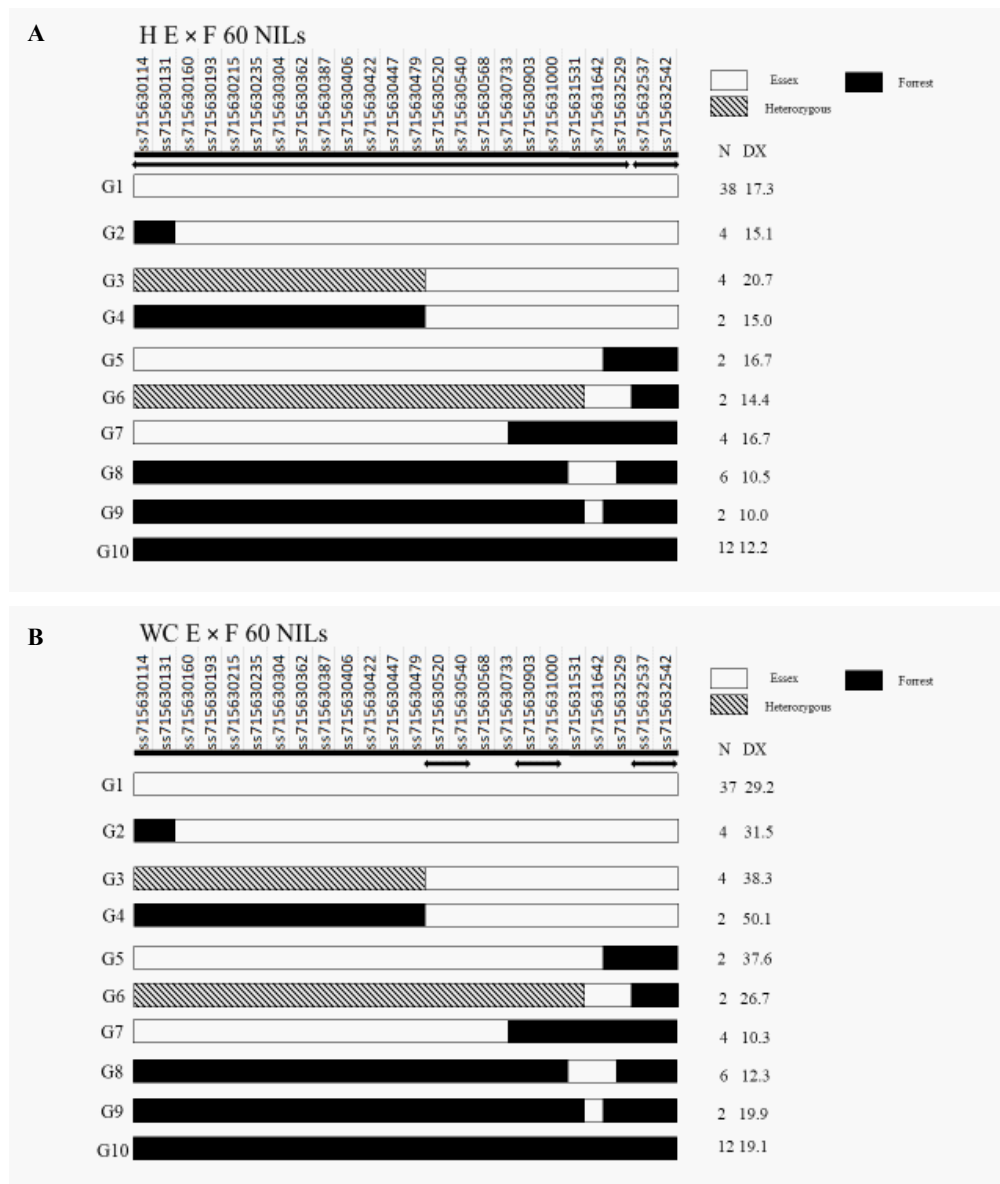 A
H E × F 60 NILs
ss715630114
ss715630131
ss715630160
ss715630193
ss715630215
ss715630235
ss715630304
ss715630362
ss715630387
ss715630406
ss715630422
ss715630447
ss715630479
ss715630520
ss715630540
ss715630568
ss715630733
ss715630903
ss715631000
ss715631531
ss715631642
ss715632529
ss715632537
ss715632542
Essex
Forrest
Heterozygous
N DX
G1 38 17.3
G2 4 15.1
G3 4 20.7
G4 2 15.0
G5 2 16.7
G6 2 14.4
G7 4 16.7
G8 6 10.5
G9 2 10.0
G10 12 12.2
B
WC E × F 60 NILs
ss715630114
ss715630131
ss715630160
ss715630193
ss715630215
ss715630235
ss715630304
ss715630362
ss715630387
ss715630406
ss715630422
ss715630447
ss715630479
ss715630520
ss715630540
ss715630568
ss715630733
ss715630903
ss715631000
ss715631531
ss715631642
ss715632529
ss715632537
ss715632542
Essex
Forrest
Heterozygous
N DX
G1 37 29.2
G2 4 31.5
G3 4 38.3
G4 2 50.1
G5 2 37.6
G6 2 26.7
G7 4 10.3
G8 6 12.3
G9 2 19.9
G10 12 19.1